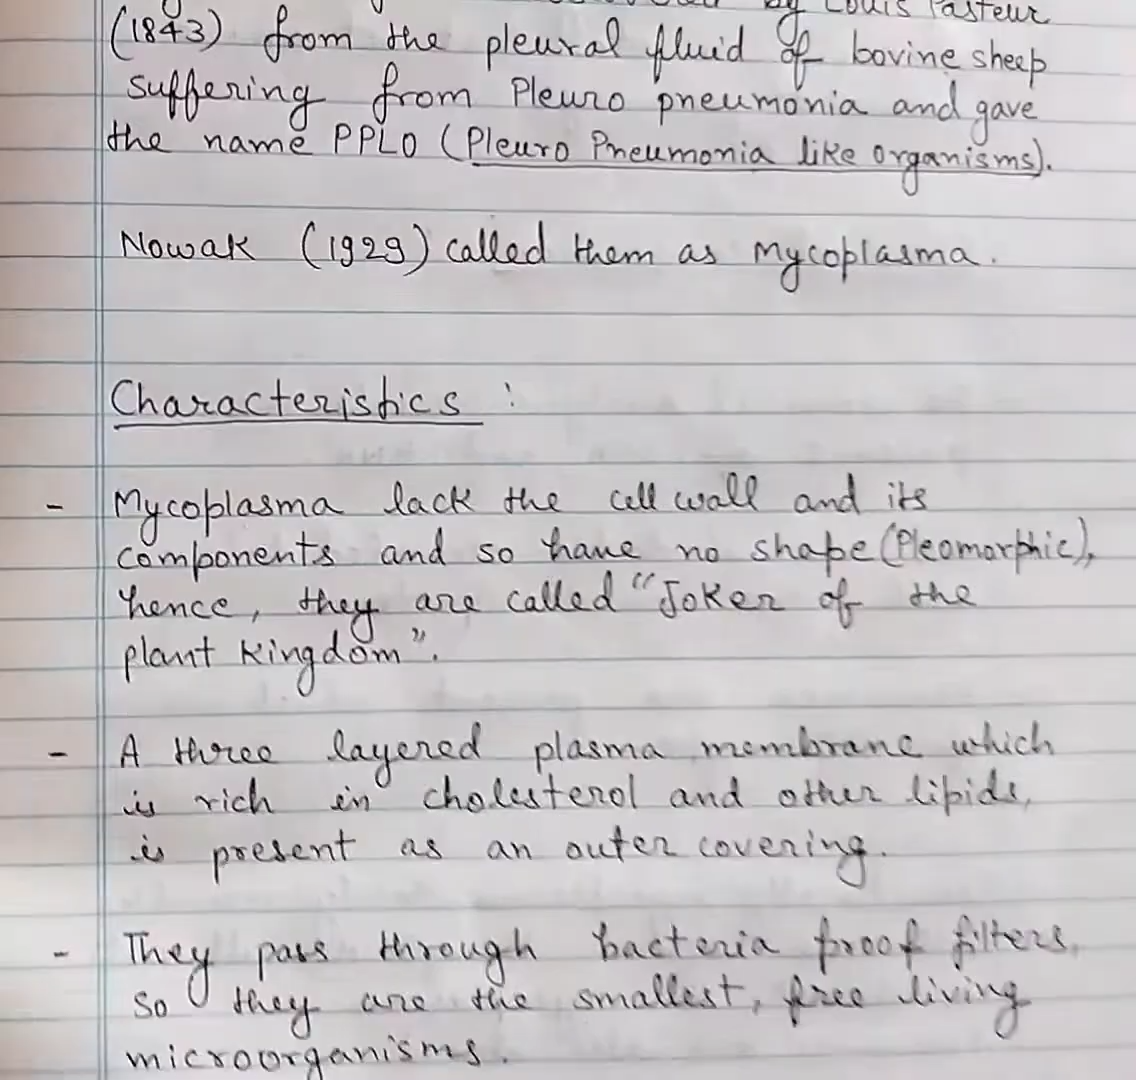 by Louis Pasteur
(1843) from the pleural fluid of bovine sheep
suffering from Pleuro pneumonia and gave
the name PPLO (Pleuro Pneumonia like organisms).
Nowak (1929) called them as Mycoplasma.
Characteristics :
- Mycoplasma lack the cell wall and its
components and so have no shape (Pleomorphic),
hence, they are called "Joker of the
plant kingdom".
- A three layered plasma membrane which
is rich in cholesterol and other lipids,
is present as an outer covering.
- They pass through bacteria proof filters,
so they are the smallest, free living
microorganisms.